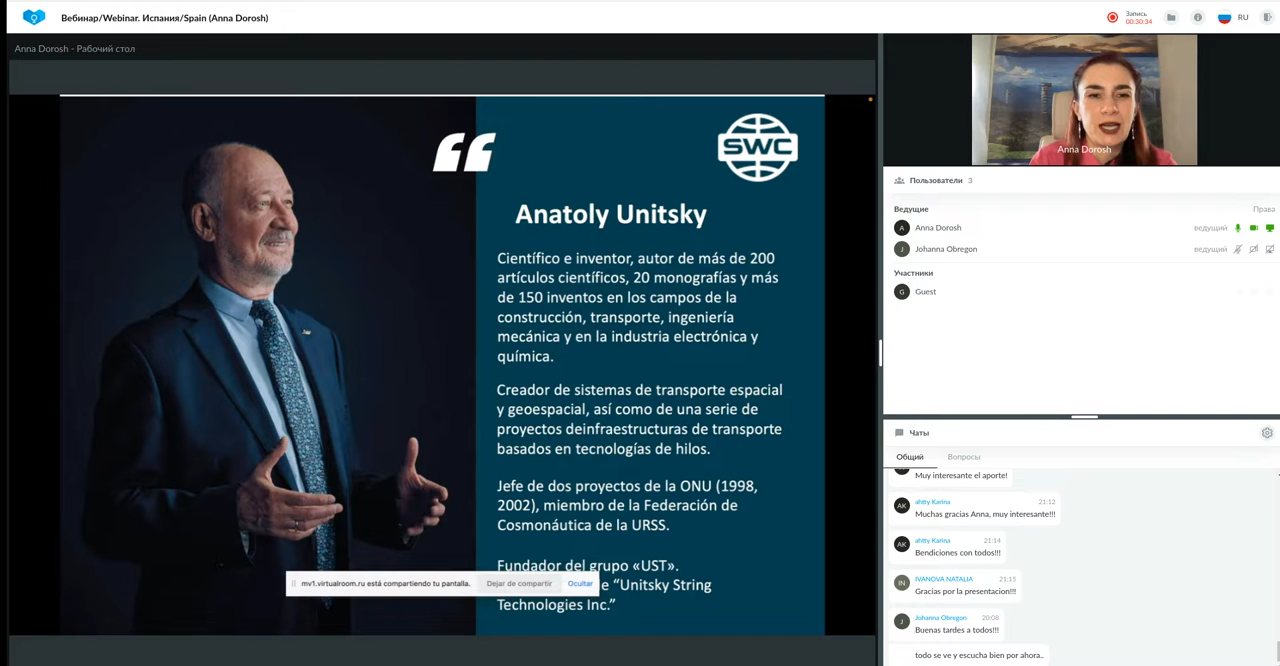 Вебинар/Webinar. Испания/Spain (Anna Dorosh)
Запись
00:30:34
RU
Anna Dorosh - Рабочий стол
“
SWC
Anatoly Unitsky
Científico e inventor, autor de más de 200
artículos científicos, 20 monografías y más
de 150 inventos en los campos de la
construcción, transporte, ingeniería
mecánica y en la industria electrónica y
química.
Creador de sistemas de transporte espacial
y geoespacial, así como de una serie de
proyectos deinfraestructuras de transporte
basados en tecnologías de hilos.
Jefe de dos proyectos de la ONU (1998,
2002), miembro de la Federación de
Cosmonáutica de la URSS.
Fundador del grupo «UST».
e “Unitsky String
Technologies Inc.”
mv1.virtualroom.ru está compartiendo tu pantalla.
Dejar de compartir
Ocultar
Anna Dorosh
Пользователи 3
Ведущие
Права
A Anna Dorosh ведущий
J Johanna Obregon ведущий
Участники
G Guest
Чаты
Общий
Вопросы
Muy interesante el aporte!
AK ahtty Karina 21:12
Muchas gracias Anna, muy interesante!!!
AK ahtty Karina 21:14
Bendiciones con todos!!!
IN IVANOVA NATALIA 21:15
Gracias por la presentacion!!!
J Johanna Obregon 20:08
Buenas tardes a todos!!!
todo se ve y escucha bien por ahora..